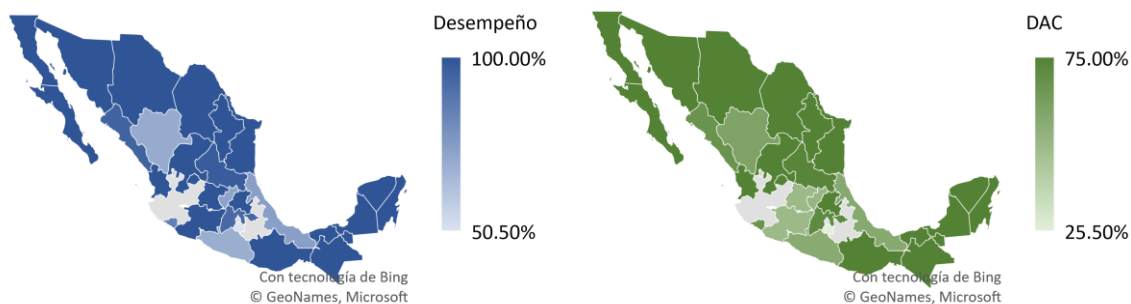 Desempeño
100.00%
50.50%
Con tecnología de Bing
© GeoNames, Microsoft
DAC
75.00%
25.50%
Con tecnología de Bing
© GeoNames, Microsoft